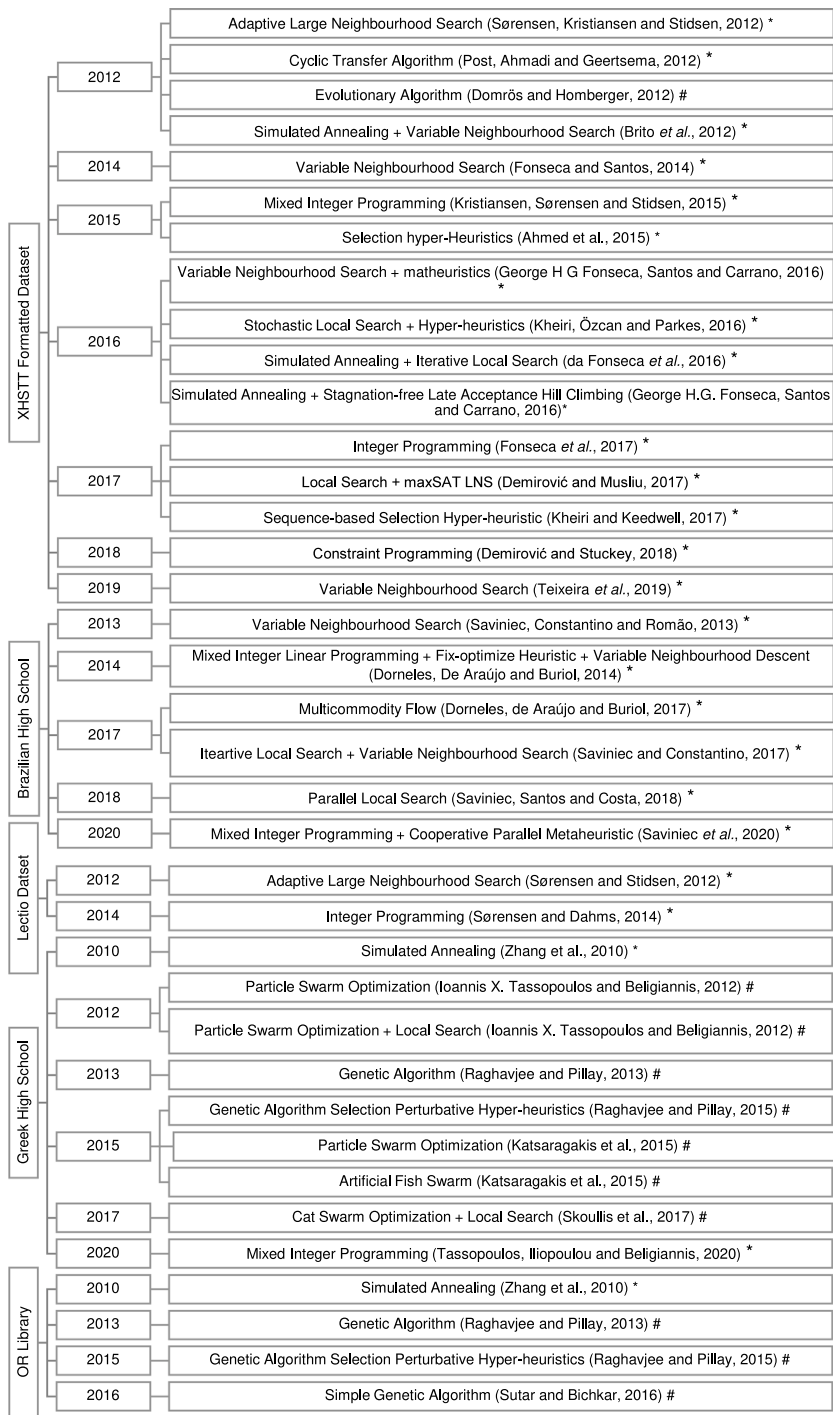 XHSTT Formatted Dataset
2012
Adaptive Large Neighbourhood Search (Sørensen, Kristiansen and Stidsen, 2012) *
Cyclic Transfer Algorithm (Post, Ahmadi and Geertsema, 2012) *
Evolutionary Algorithm (Domrös and Homberger, 2012) #
Simulated Annealing + Variable Neighbourhood Search (Brito et al., 2012) *
2014
Variable Neighbourhood Search (Fonseca and Santos, 2014) *
2015
Mixed Integer Programming (Kristiansen, Sørensen and Stidsen, 2015) *
Selection hyper-Heuristics (Ahmed et al., 2015) *
2016
Variable Neighbourhood Search + matheuristics (George H G Fonseca, Santos and Carrano, 2016)
*
Stochastic Local Search + Hyper-heuristics (Kheiri, Özcan and Parkes, 2016) *
Simulated Annealing + Iterative Local Search (da Fonseca et al., 2016) *
Simulated Annealing + Stagnation-free Late Acceptance Hill Climbing (George H.G. Fonseca, Santos
and Carrano, 2016)*
2017
Integer Programming (Fonseca et al., 2017) *
Local Search + maxSAT LNS (Demirović and Musliu, 2017) *
Sequence-based Selection Hyper-heuristic (Kheiri and Keedwell, 2017) *
2018
Constraint Programming (Demirović and Stuckey, 2018) *
2019
Variable Neighbourhood Search (Teixeira et al., 2019) *
Brazilian High School
2013
Variable Neighbourhood Search (Saviniec, Constantino and Romão, 2013) *
2014
Mixed Integer Linear Programming + Fix-optimize Heuristic + Variable Neighbourhood Descent
(Dorneles, De Araújo and Buriol, 2014) *
2017
Multicommodity Flow (Dorneles, de Araújo and Buriol, 2017) *
Iteartive Local Search + Variable Neighbourhood Search (Saviniec and Constantino, 2017) *
2018
Parallel Local Search (Saviniec, Santos and Costa, 2018) *
2020
Mixed Integer Programming + Cooperative Parallel Metaheuristic (Saviniec et al., 2020) *
Lectio Datset
2012
Adaptive Large Neighbourhood Search (Sørensen and Stidsen, 2012) *
2014
Integer Programming (Sørensen and Dahms, 2014) *
Greek High School
2010
Simulated Annealing (Zhang et al., 2010) *
2012
Particle Swarm Optimization (Ioannis X. Tassopoulos and Beligiannis, 2012) #
Particle Swarm Optimization + Local Search (Ioannis X. Tassopoulos and Beligiannis, 2012) #
2013
Genetic Algorithm (Raghavjee and Pillay, 2013) #
2015
Genetic Algorithm Selection Perturbative Hyper-heuristics (Raghavjee and Pillay, 2015) #
Particle Swarm Optimization (Katsaragakis et al., 2015) #
Artificial Fish Swarm (Katsaragakis et al., 2015) #
2017
Cat Swarm Optimization + Local Search (Skoullis et al., 2017) #
2020
Mixed Integer Programming (Tassopoulos, Iliopoulou and Beligiannis, 2020) *
OR Library
2010
Simulated Annealing (Zhang et al., 2010) *
2013
Genetic Algorithm (Raghavjee and Pillay, 2013) #
2015
Genetic Algorithm Selection Perturbative Hyper-heuristics (Raghavjee and Pillay, 2015) #
2016
Simple Genetic Algorithm (Sutar and Bichkar, 2016) #